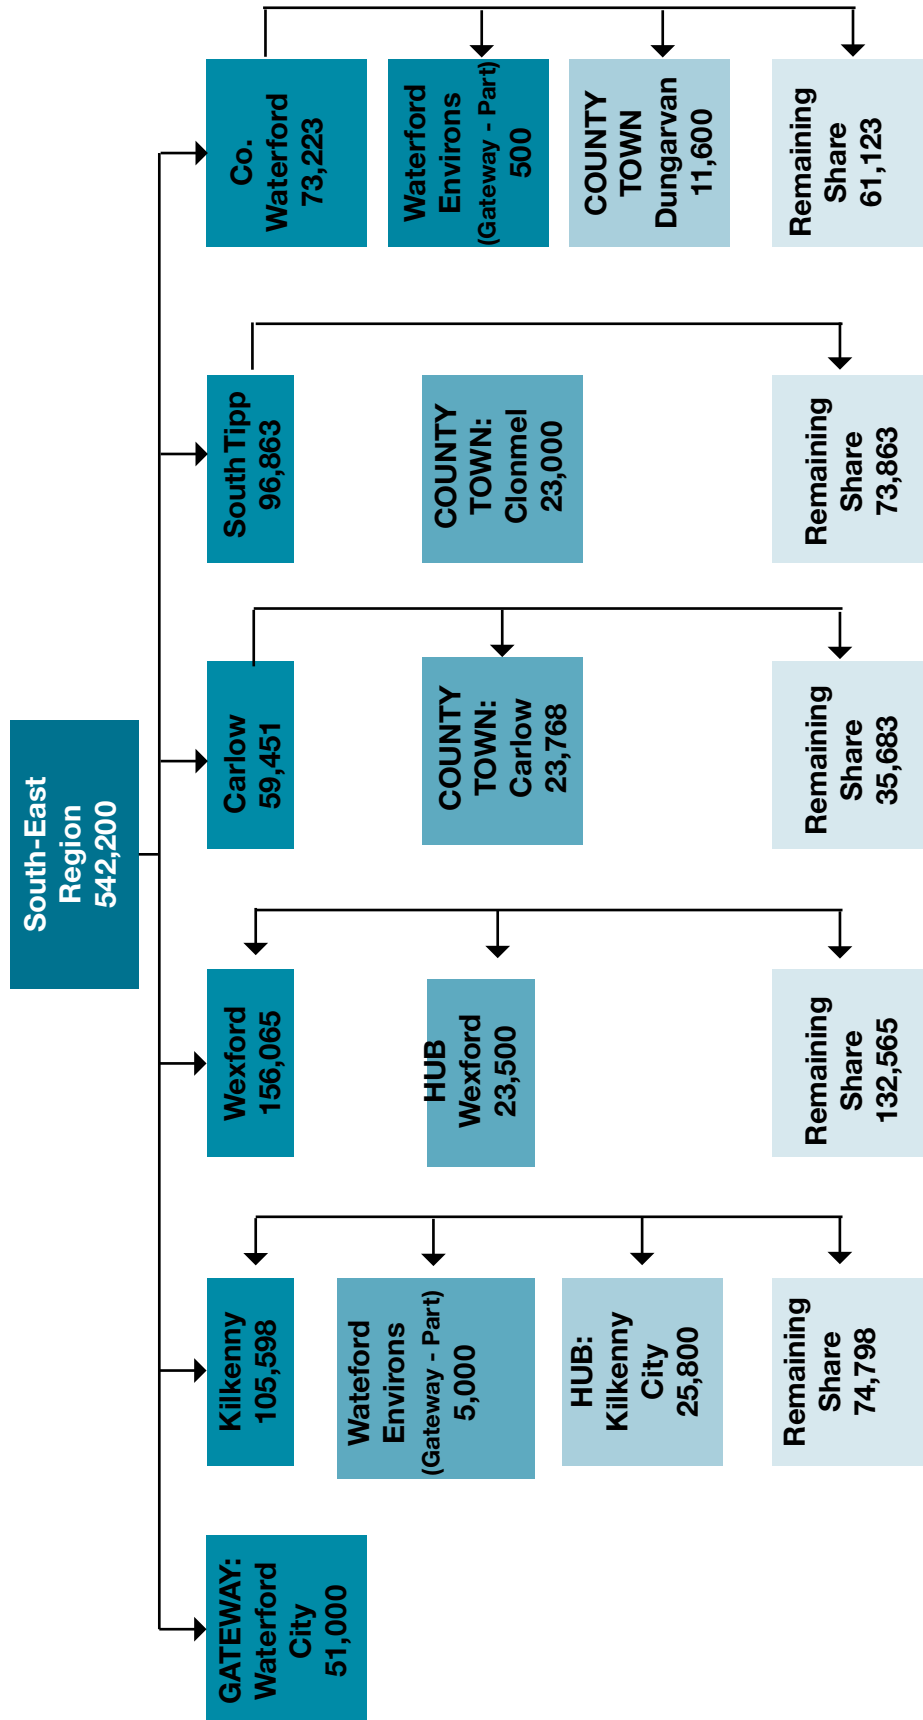 South-East
Region
542,200
GATEWAY:
Waterford
City
51,000
Kilkenny
105,598
Wateford
Environs
(Gateway - Part)
5,000
HUB:
Kilkenny
City
25,800
Remaining
Share
74,798
Wexford
156,065
HUB
Wexford
23,500
Remaining
Share
132,565
Carlow
59,451
COUNTY
TOWN:
Carlow
23,768
Remaining
Share
35,683
South Tipp
96,863
COUNTY
TOWN:
Clonmel
23,000
Remaining
Share
73,863
Co.
Waterford
73,223
Waterford
Environs
(Gateway - Part)
500
COUNTY
TOWN
Dungarvan
11,600
Remaining
Share
61,123